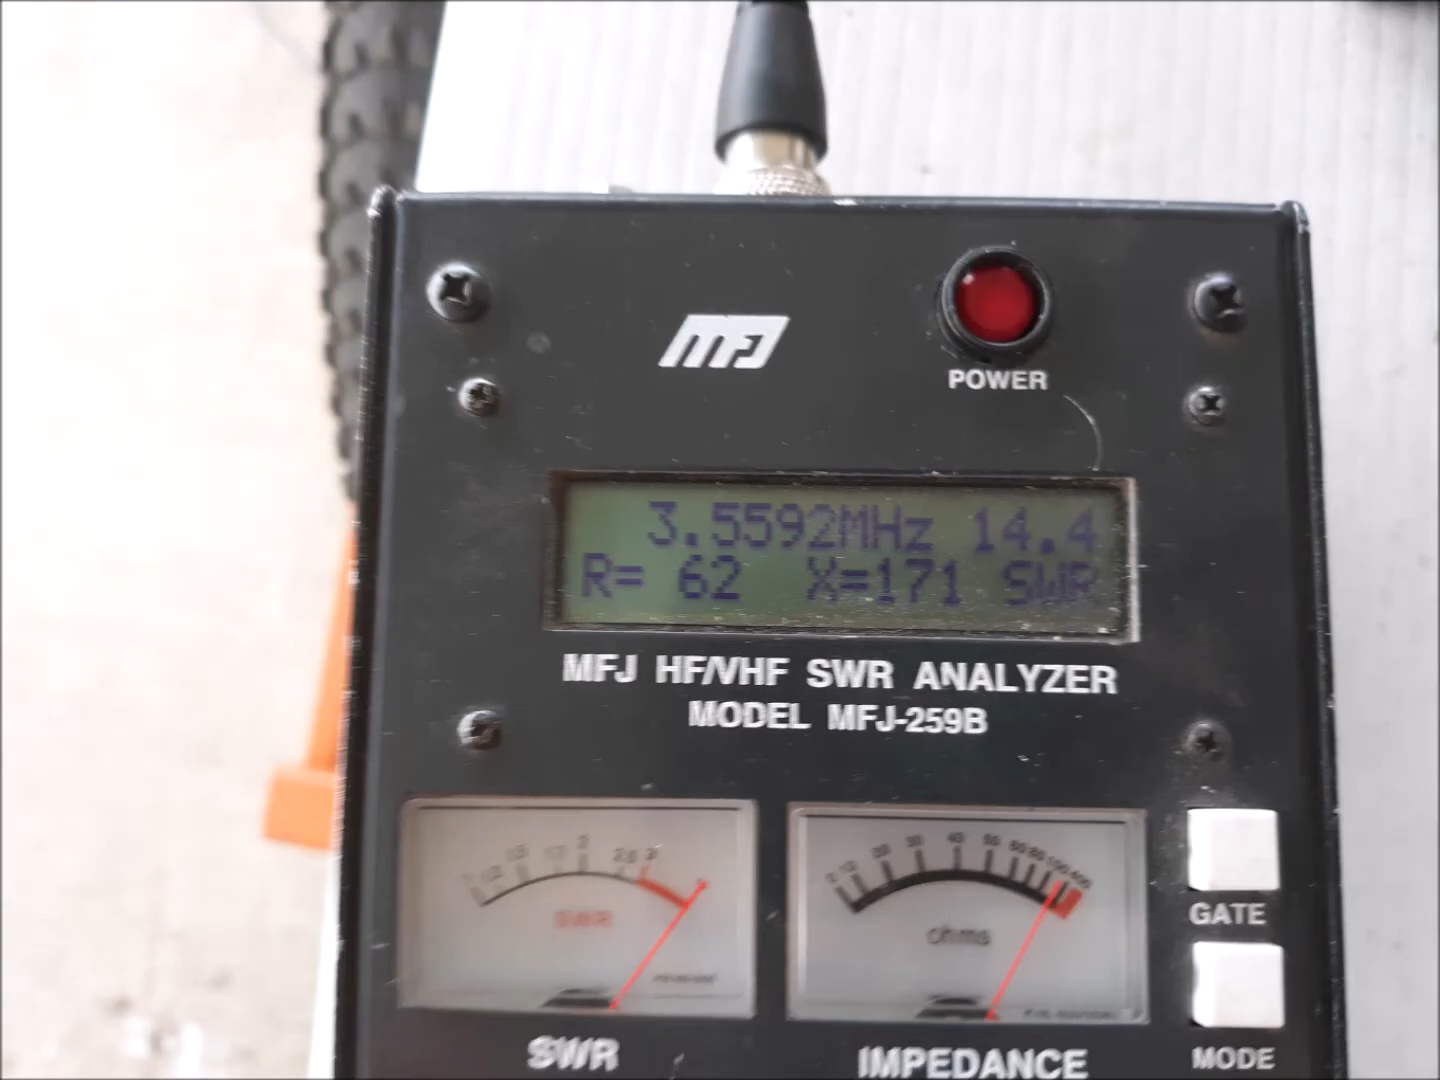 MFJ
POWER
3.5592MHz 14.4
R= 62 X=171 SWR
MFJ HF/VHF SWR ANALYZER
MODEL MFJ-259B
SWR
ohms
GATE
SWR
IMPEDANCE
MODE